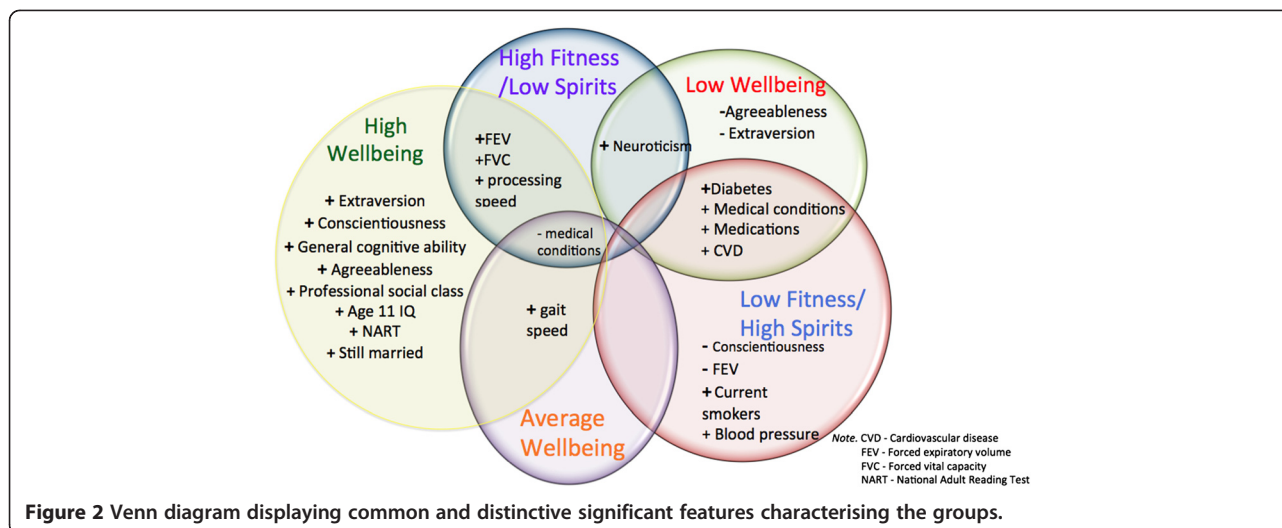 High Fitness
/Low Spirits
+FEV
+FVC
+ processing
speed
+ Neuroticism
Low Wellbeing
-Agreeableness
- Extraversion
High
Wellbeing
+ Extraversion
+ Conscientiousness
+ General cognitive ability
+ Agreeableness
+ Professional social class
+ Age 11 IQ
+ NART
+ Still married
- medical
conditions
+ gait
speed
Average
Wellbeing
+Diabetes
+ Medical conditions
+ Medications
+ CVD
Low Fitness/
High Spirits
- Conscientiousness
- FEV
+ Current
smokers
+ Blood pressure
Note. CVD - Cardiovascular disease
FEV - Forced expiratory volume
FVC - Forced vital capacity
NART - National Adult Reading Test
Figure 2 Venn diagram displaying common and distinctive significant features characterising the groups.